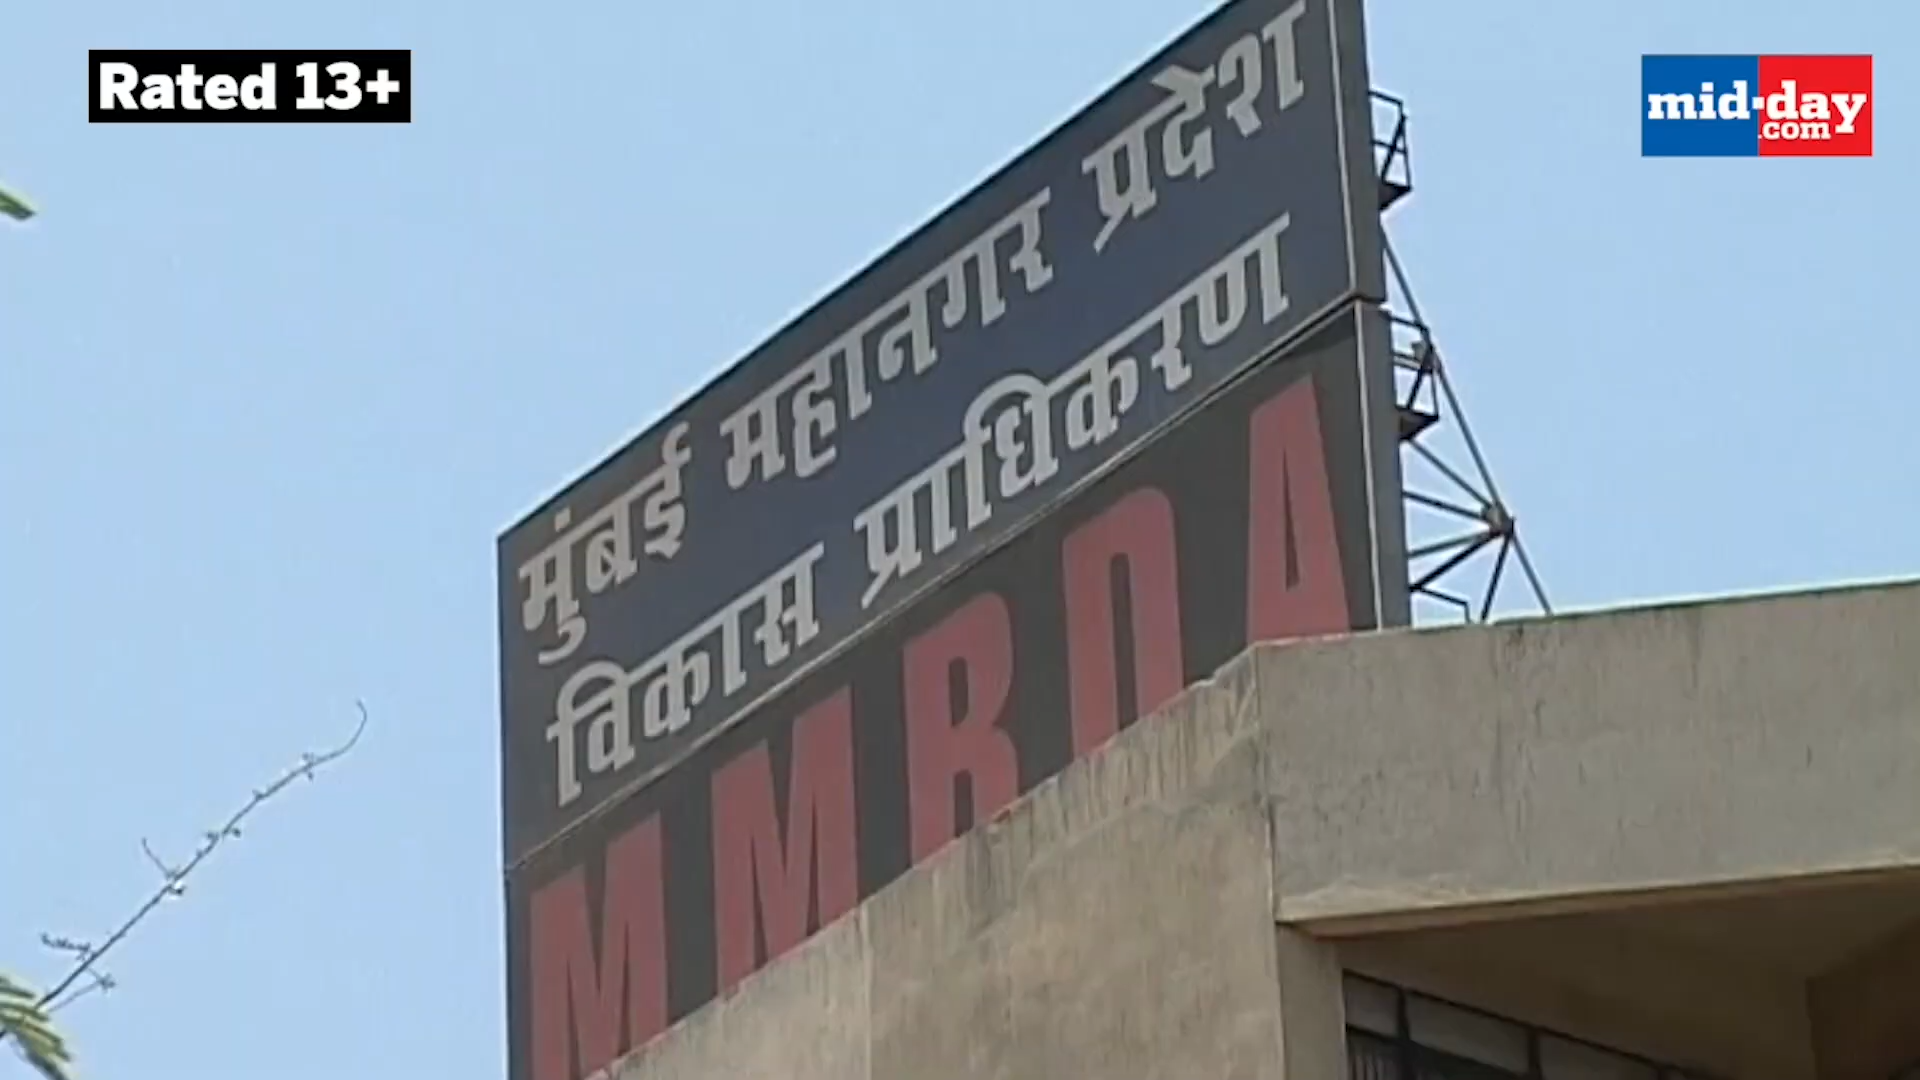 Rated 13+
mid-day
.com
मुंबई महानगर प्रदेश
विकास प्राधिकरण
MMRDA